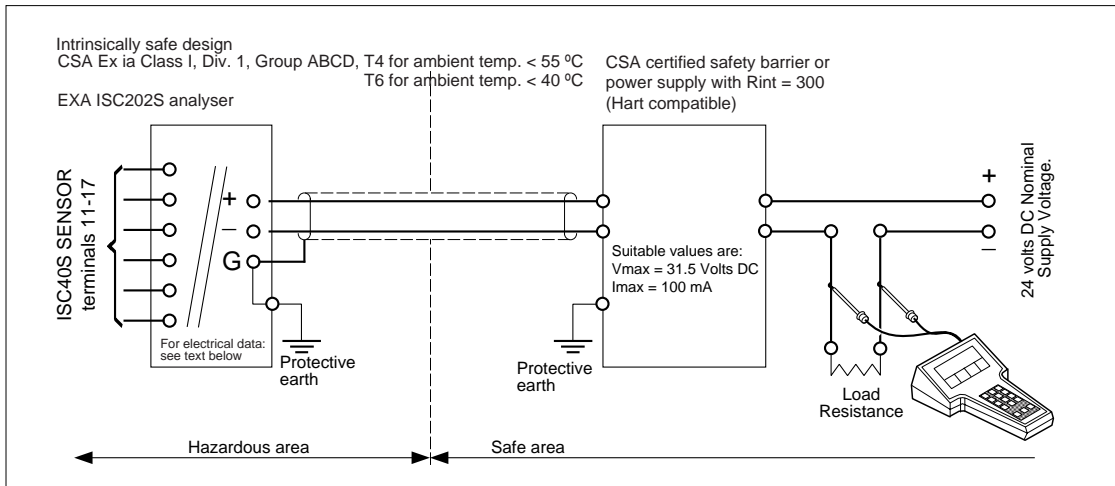 Intrinsically safe design
CSA Ex ia Class I, Div. 1, Group ABCD, T4 for ambient temp. < 55 ºC
T6 for ambient temp. < 40 ºC
EXA ISC202S analyser
CSA certified safety barrier or
power supply with Rint = 300
(Hart compatible)
ISC40S SENSOR
terminals 11-17
+
–
G
For electrical data:
see text below
Protective
earth
Suitable values are:
Vmax = 31.5 Volts DC
Imax = 100 mA
Protective
earth
+
–
24 volts DC Nominal
Supply Voltage.
Load
Resistance
Hazardous area
Safe area